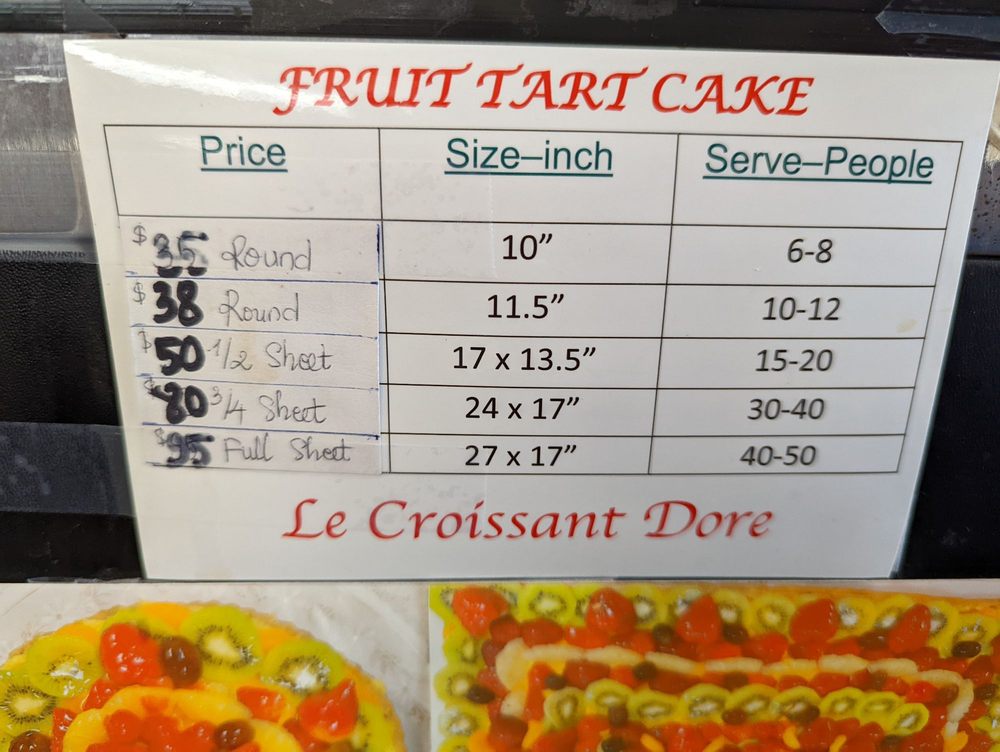 FRUIT TART CAKE
Price Size–inch Serve–People
$35 Round 10” 6-8
$38 Round 11.5” 10-12
$50 1/2 Sheet 17 x 13.5” 15-20
$80 3/4 Sheet 24 x 17” 30-40
$95 Full Sheet 27 x 17” 40-50
Le Croissant Dore